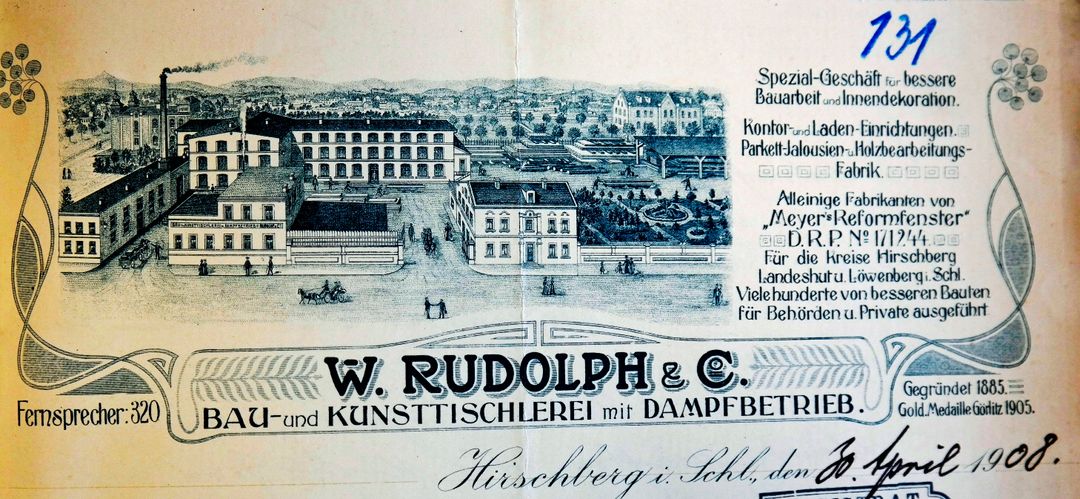 131
Spezial-Geschäft für bessere
Bauarbeit und Innendekoration.
Kontor- und Laden-Einrichtungen.
Parkett-Jalousien- u. Holzbearbeitungs-
Fabrik.
Alleinige Fabrikanten von
„Meyer's Reformfenster"
D.R.P. No 171244.
Für die Kreise Hirschberg
Landeshut u. Löwenberg i. Schl.
Viele hunderte von besseren Bauten
für Behörden u. Private ausgeführt
W. RUDOLPH & Co.
BAU- und KUNSTTISCHLEREI mit DAMPFBETRIEB.
Fernsprecher: 320
Gegründet 1885.
Gold. Medaille Görlitz 1905.
Hirschberg i. Schl., den 30. April 1908.